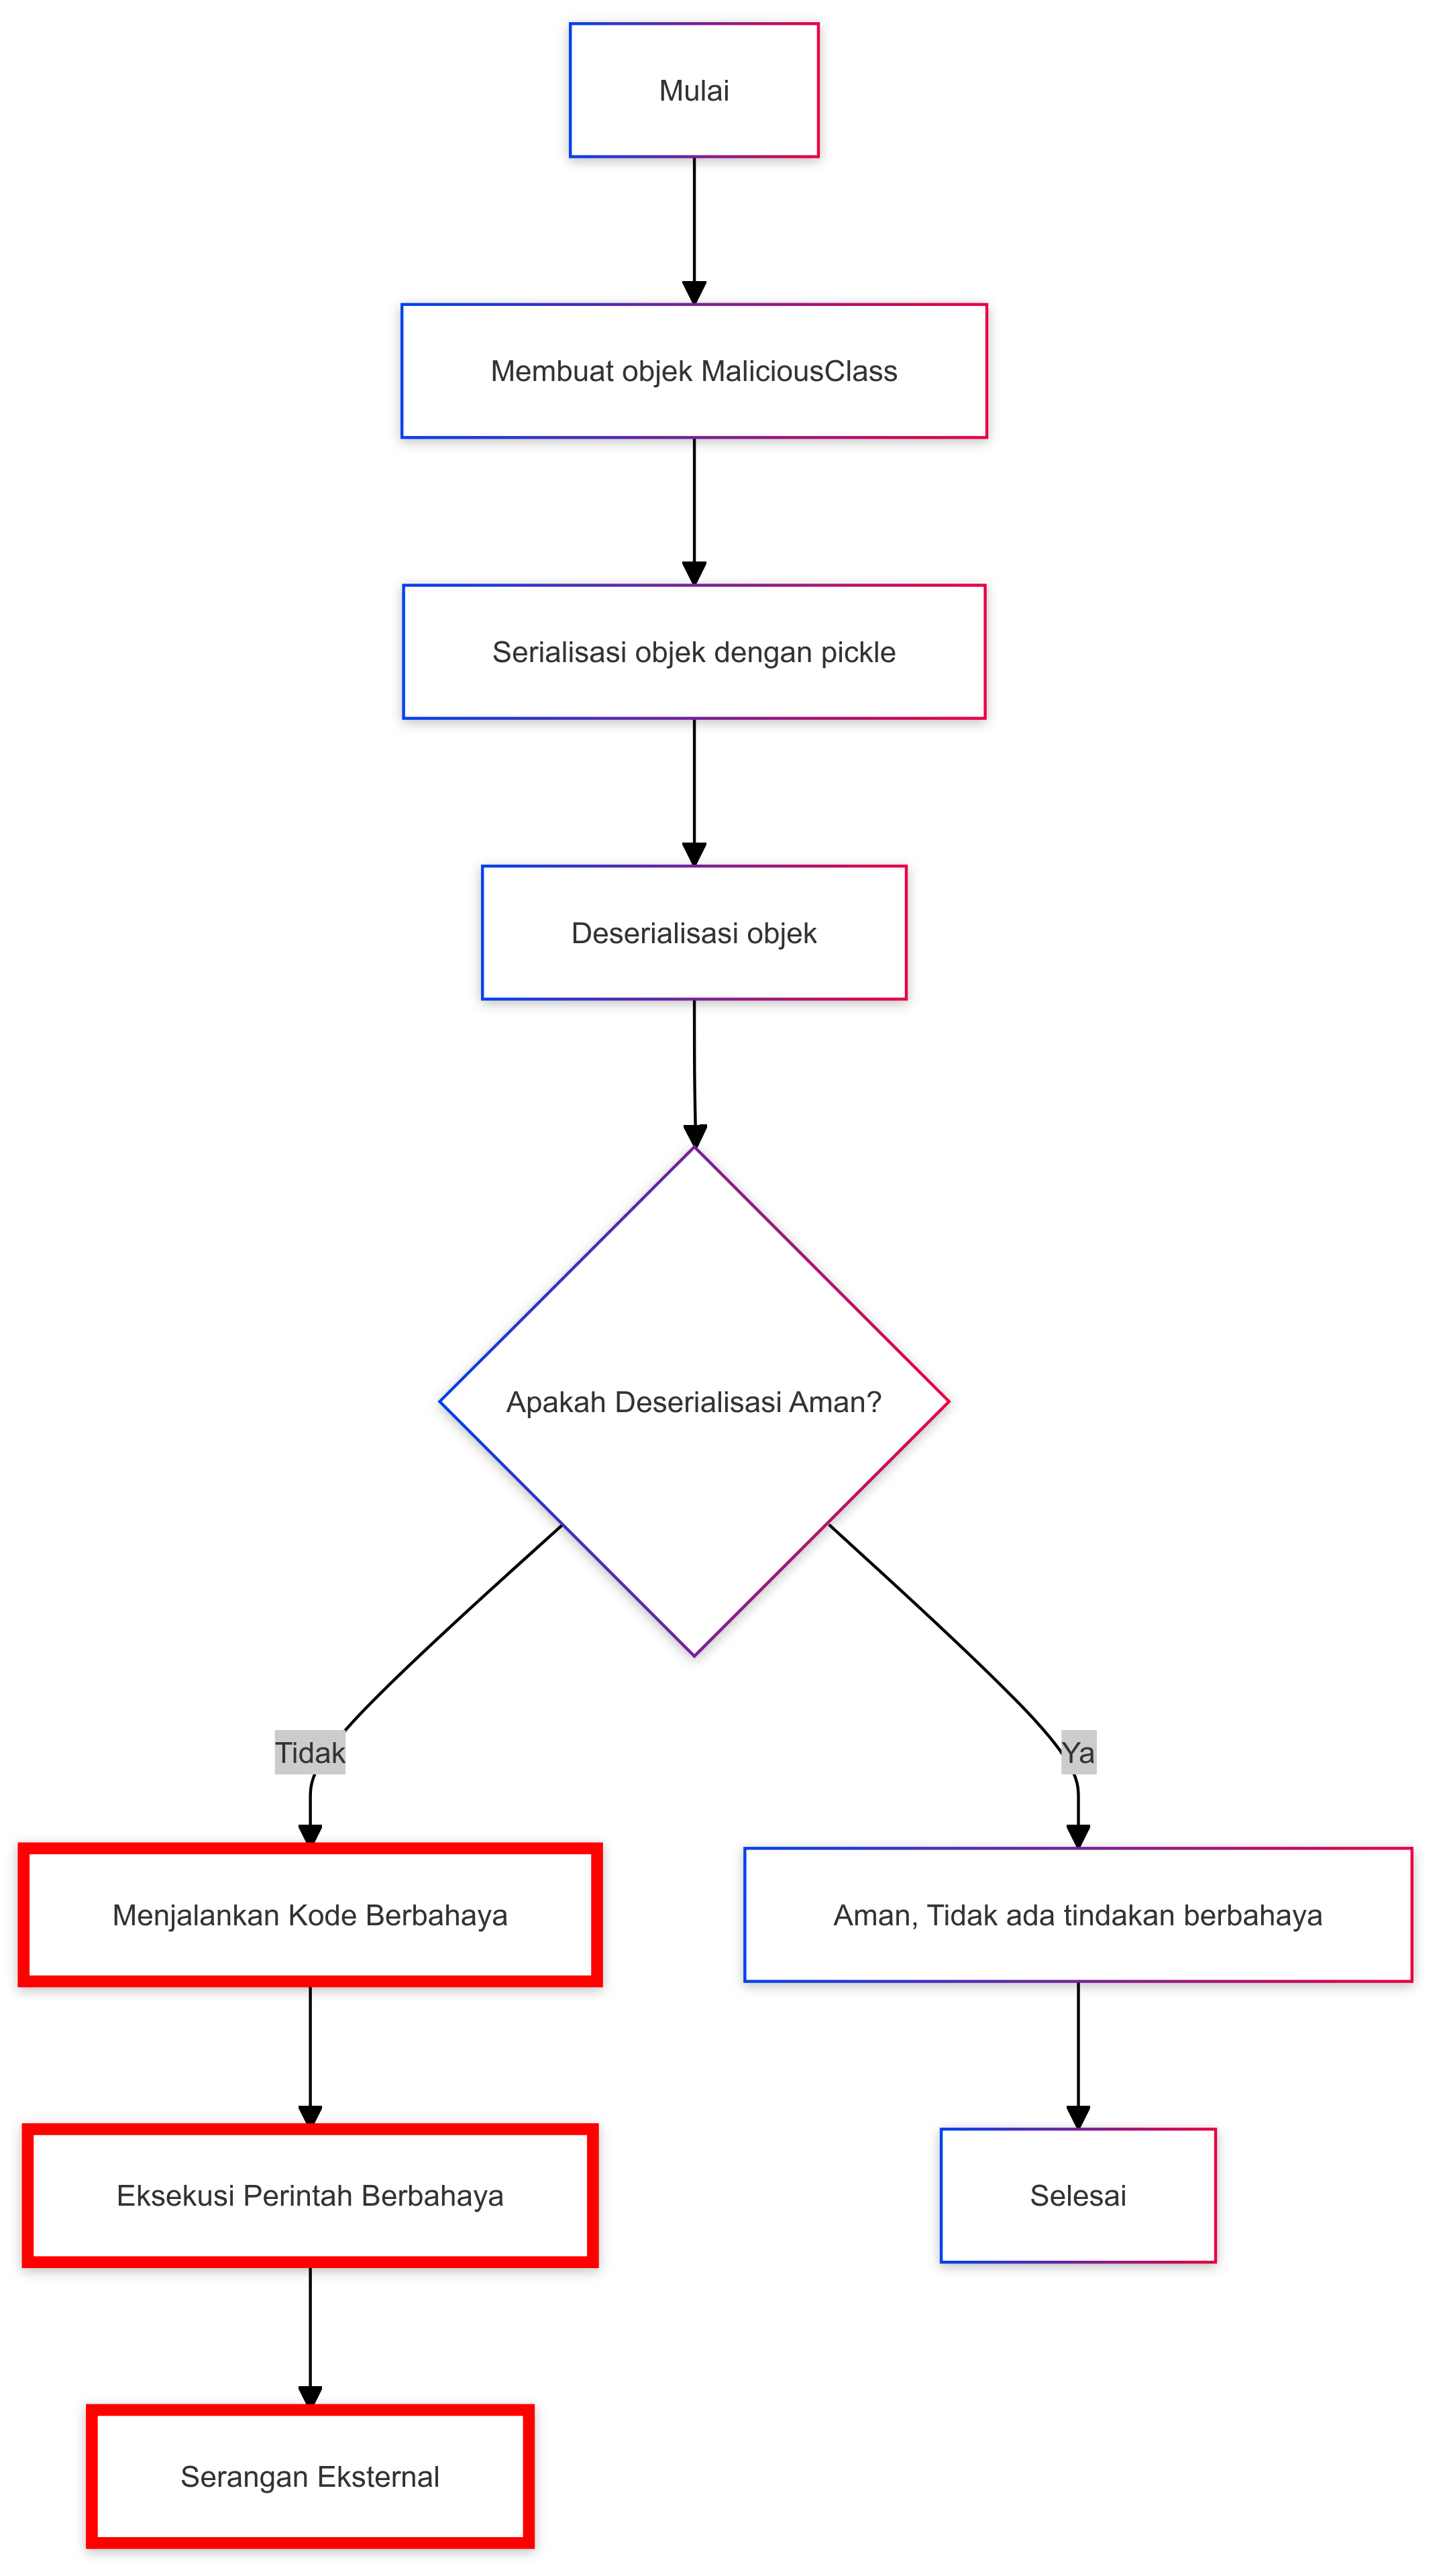 Mulai
Membuat objek MaliciousClass
Serialisasi objek dengan pickle
Deserialisasi objek
Apakah Deserialisasi Aman?
Tidak
Ya
Menjalankan Kode Berbahaya
Aman, Tidak ada tindakan berbahaya
Eksekusi Perintah Berbahaya
Selesai
Serangan Eksternal